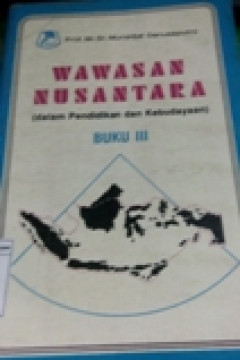 WAWASAN
NUSANTARA
(dalam Pendidikan dan Kebudayaan)
BUKU III